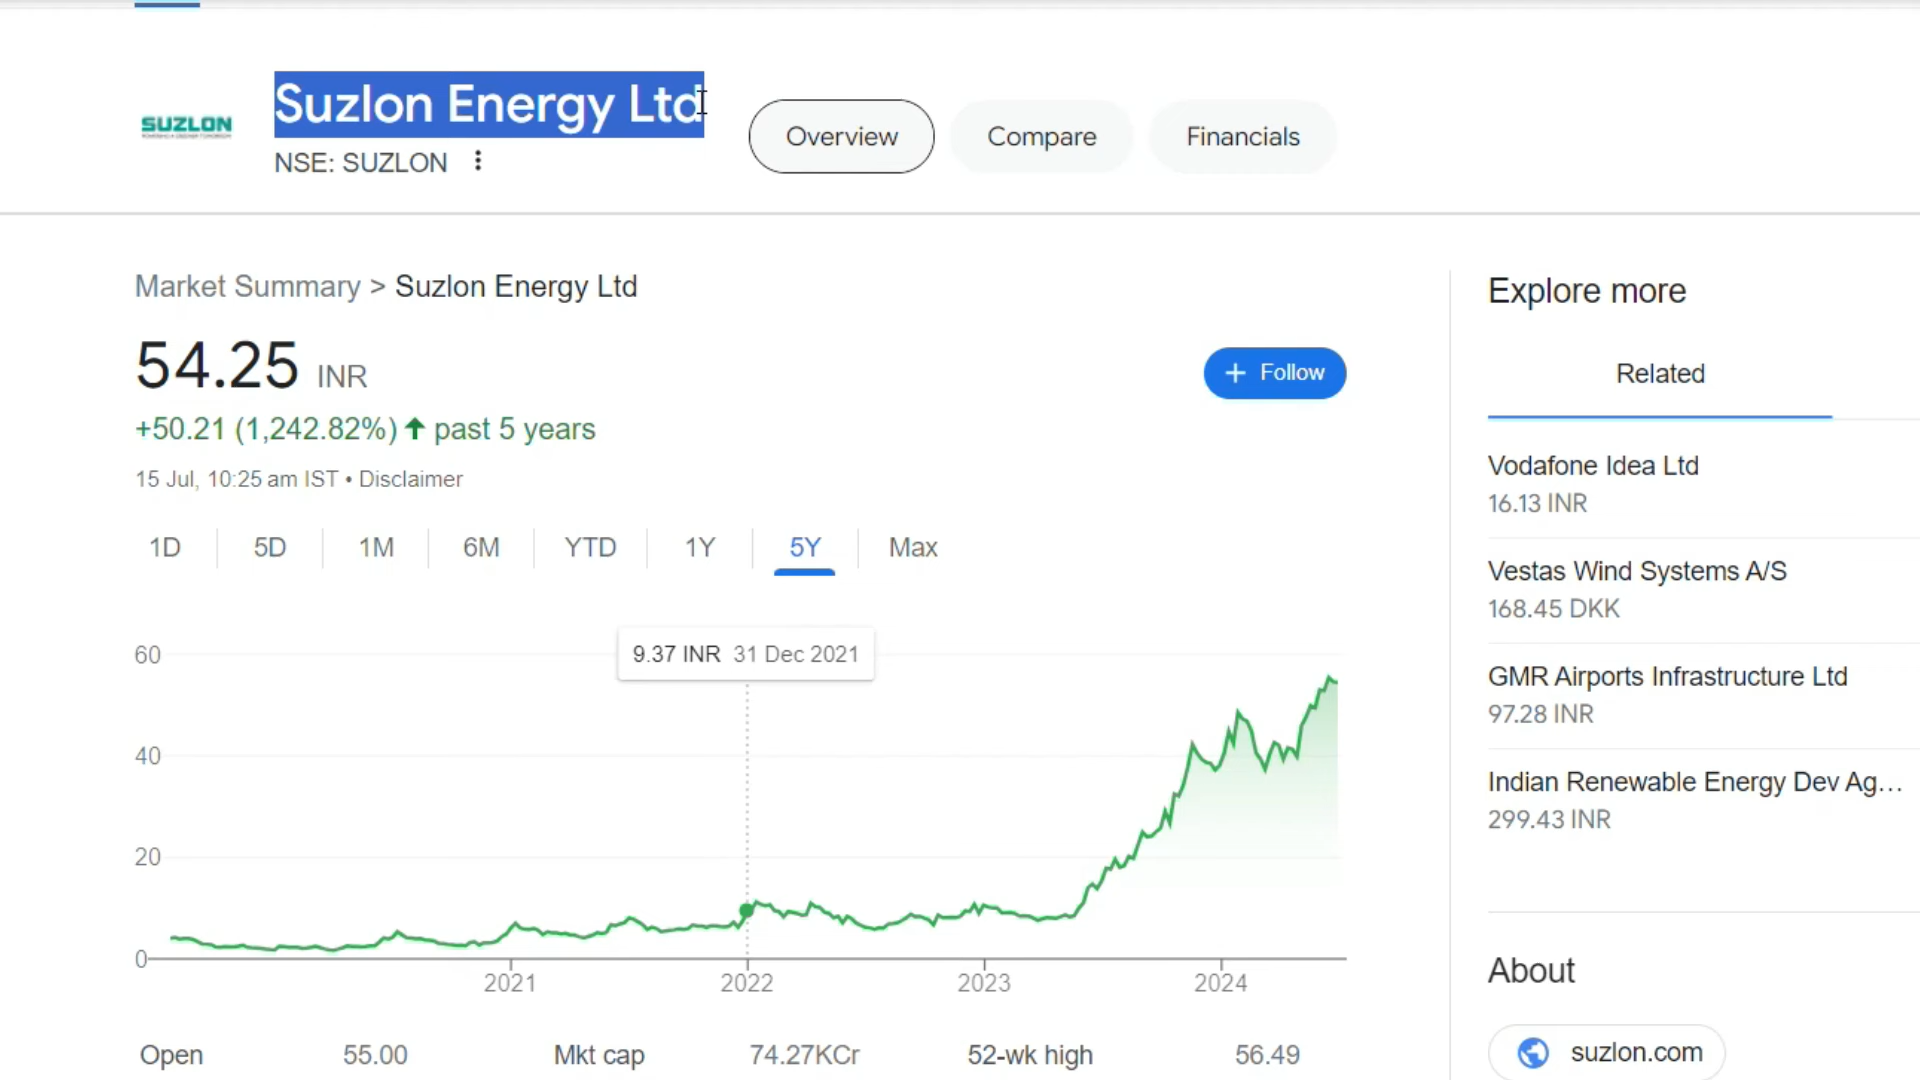 SUZLON
Suzlon Energy Ltd
NSE: SUZLON
Overview
Compare
Financials
Market Summary > Suzlon Energy Ltd
54.25 INR
+50.21 (1,242.82%) past 5 years
15 Jul, 10:25 am IST • Disclaimer
+ Follow
1D 5D 1M 6M YTD 1Y 5Y Max
9.37 INR 31 Dec 2021
60
40
20
0
2021 2022 2023 2024
Open 55.00 Mkt cap 74.27KCr 52-wk high 56.49
Explore more
Related
Vodafone Idea Ltd
16.13 INR
Vestas Wind Systems A/S
168.45 DKK
GMR Airports Infrastructure Ltd
97.28 INR
Indian Renewable Energy Dev Ag...
299.43 INR
About
suzlon.com